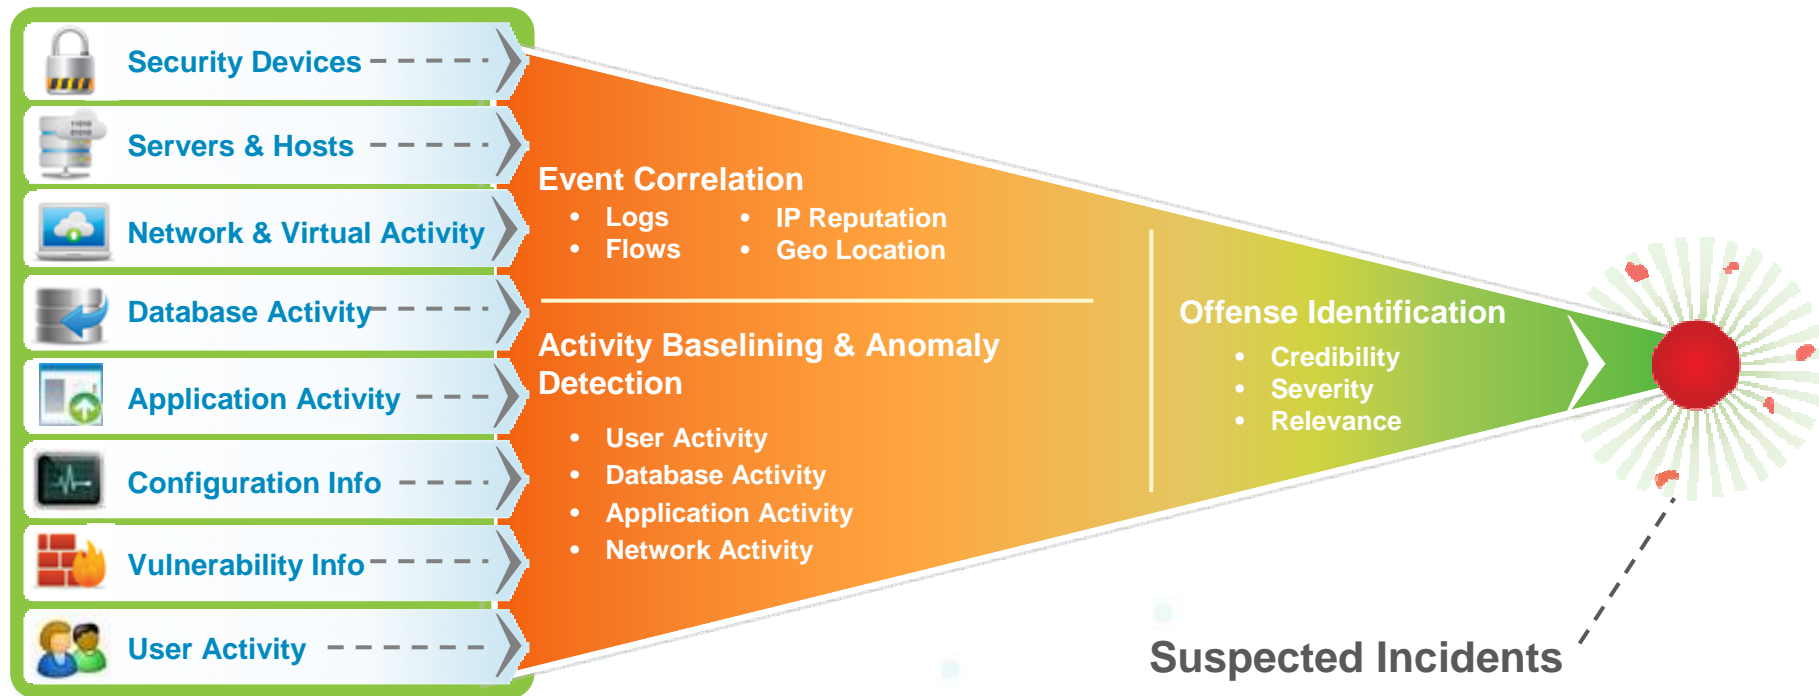 Security Devices
Servers & Hosts
Network & Virtual Activity
Database Activity
Application Activity
Configuration Info
Vulnerability Info
User Activity
Event Correlation
• Logs
• Flows
• IP Reputation
• Geo Location
Activity Baselining & Anomaly
Detection
• User Activity
• Database Activity
• Application Activity
• Network Activity
Offense Identification
• Credibility
• Severity
• Relevance
Suspected Incidents